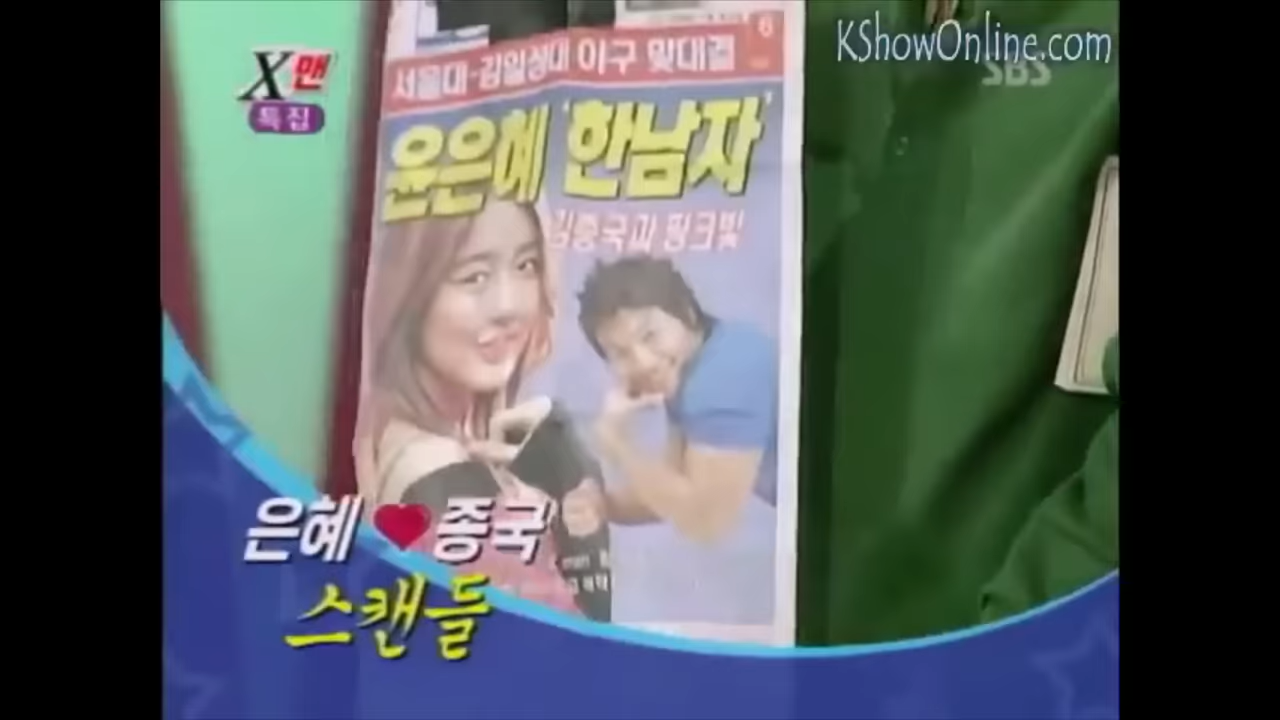 KShowOnline.com
SBS
X맨
특집
6
서울대-김일성대 야구 맞대결
윤은혜 '한남자'
김종국과 핑크빛
은혜 ♥ 종국
스캔들